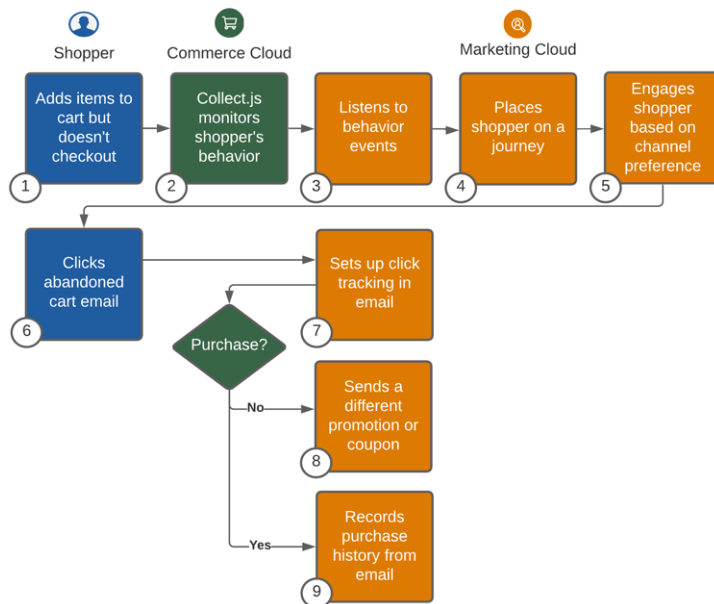 Shopper
Commerce Cloud
Marketing Cloud
Adds items to
cart but
doesn't
checkout
1
Collect.js
monitors
shopper's
behavior
2
Listens to
behavior
events
3
Places
shopper on a
journey
4
Engages
shopper
based on
channel
preference
5
Clicks
abandoned
cart email
6
Sets up click
tracking in
email
7
Purchase?
No
Sends a
different
promotion or
coupon
8
Yes
Records
purchase
history from
email
9